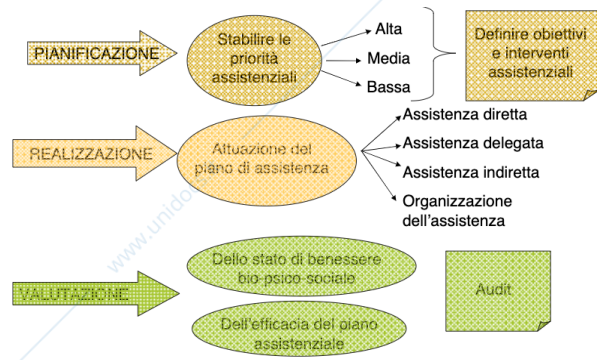 PIANIFICAZIONE
Stabilire le
priorità
assistenziali
Alta
Media
Bassa
Definire obiettivi
e interventi
assistenziali
REALIZZAZIONE
Attuazione del
piano di assistenza
Assistenza diretta
Assistenza delegata
Assistenza indiretta
Organizzazione
dell'assistenza
VALUTAZIONE
Dello stato di benessere
bio-psico-sociale
Dell'efficacia del piano
assistenziale
Audit